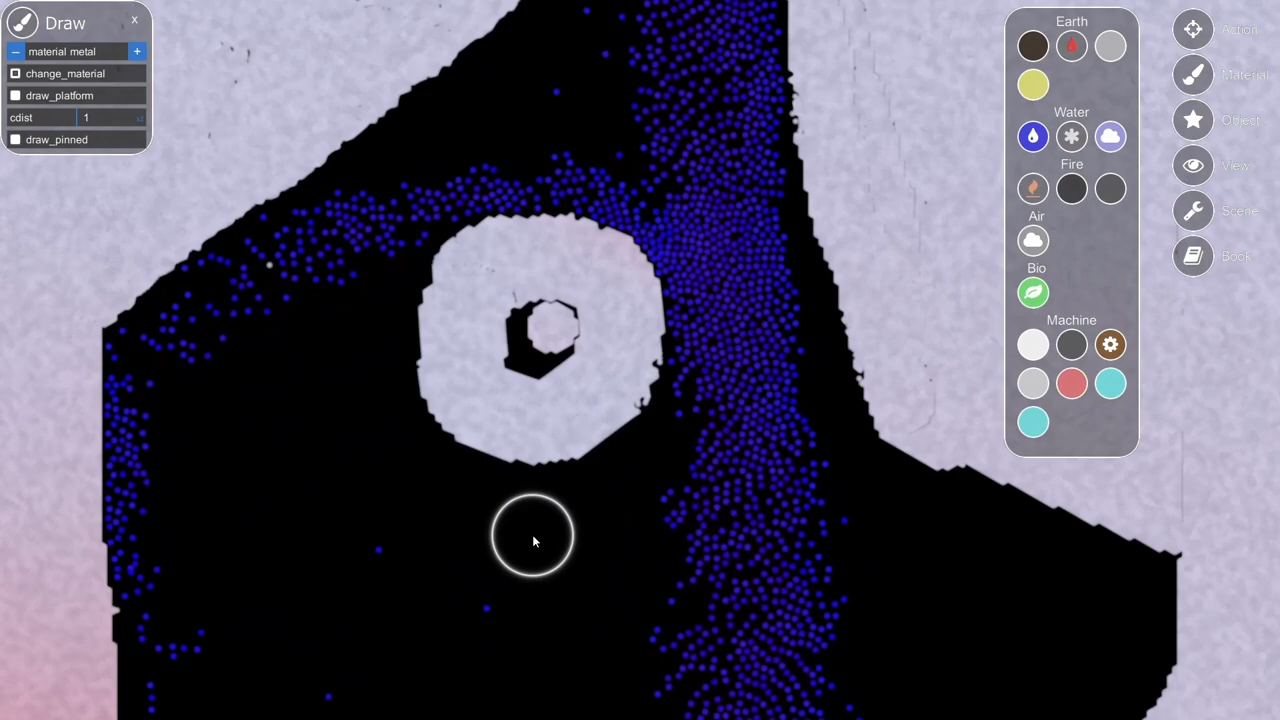 Draw
x
– material metal +
change_material
draw_platform
cdist 1 x2
draw_pinned
Earth
Water
Fire
Air
Bio
Machine
Action
Material
Object
View
Scene
Book